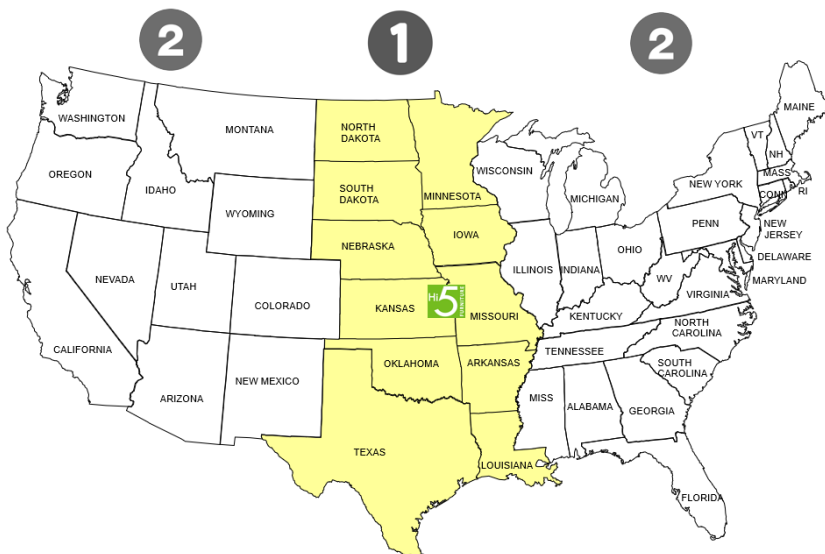 2
1
2
WASHINGTON
MONTANA
NORTH
DAKOTA
MINNESOTA
WISCONSIN
MICHIGAN
NEW YORK
VT
NH
MAINE
MASS
CONN
RI
OREGON
IDAHO
WYOMING
SOUTH
DAKOTA
IOWA
NEBRASKA
ILLINOIS
INDIANA
OHIO
PENN
NEW
JERSEY
DELAWARE
MARYLAND
NEVADA
UTAH
COLORADO
KANSAS
Hi5
MISSOURI
KENTUCKY
WV
VIRGINIA
CALIFORNIA
ARIZONA
NEW MEXICO
OKLAHOMA
ARKANSAS
TENNESSEE
NORTH
CAROLINA
SOUTH
CAROLINA
TEXAS
LOUISIANA
MISS
ALABAMA
GEORGIA
FLORIDA